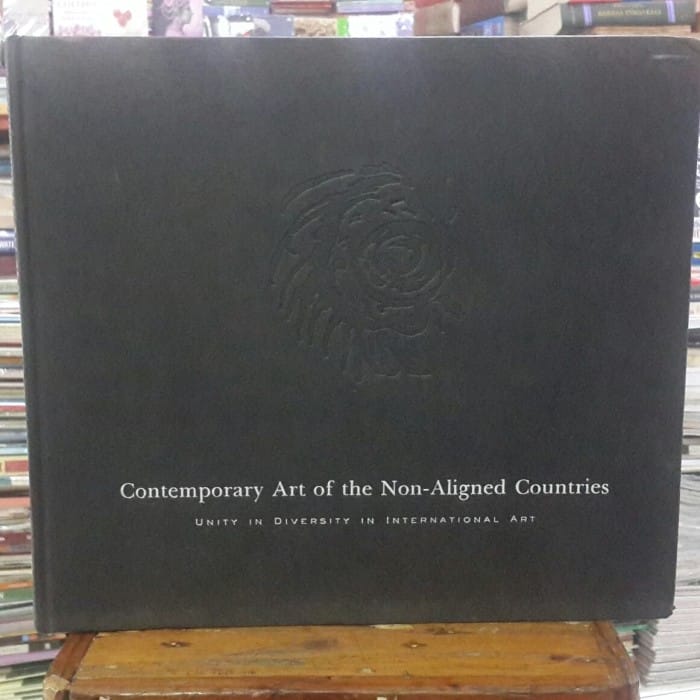 Contemporary Art of the Non-Aligned Countries
UNITY IN DIVERSITY IN INTERNATIONAL ART